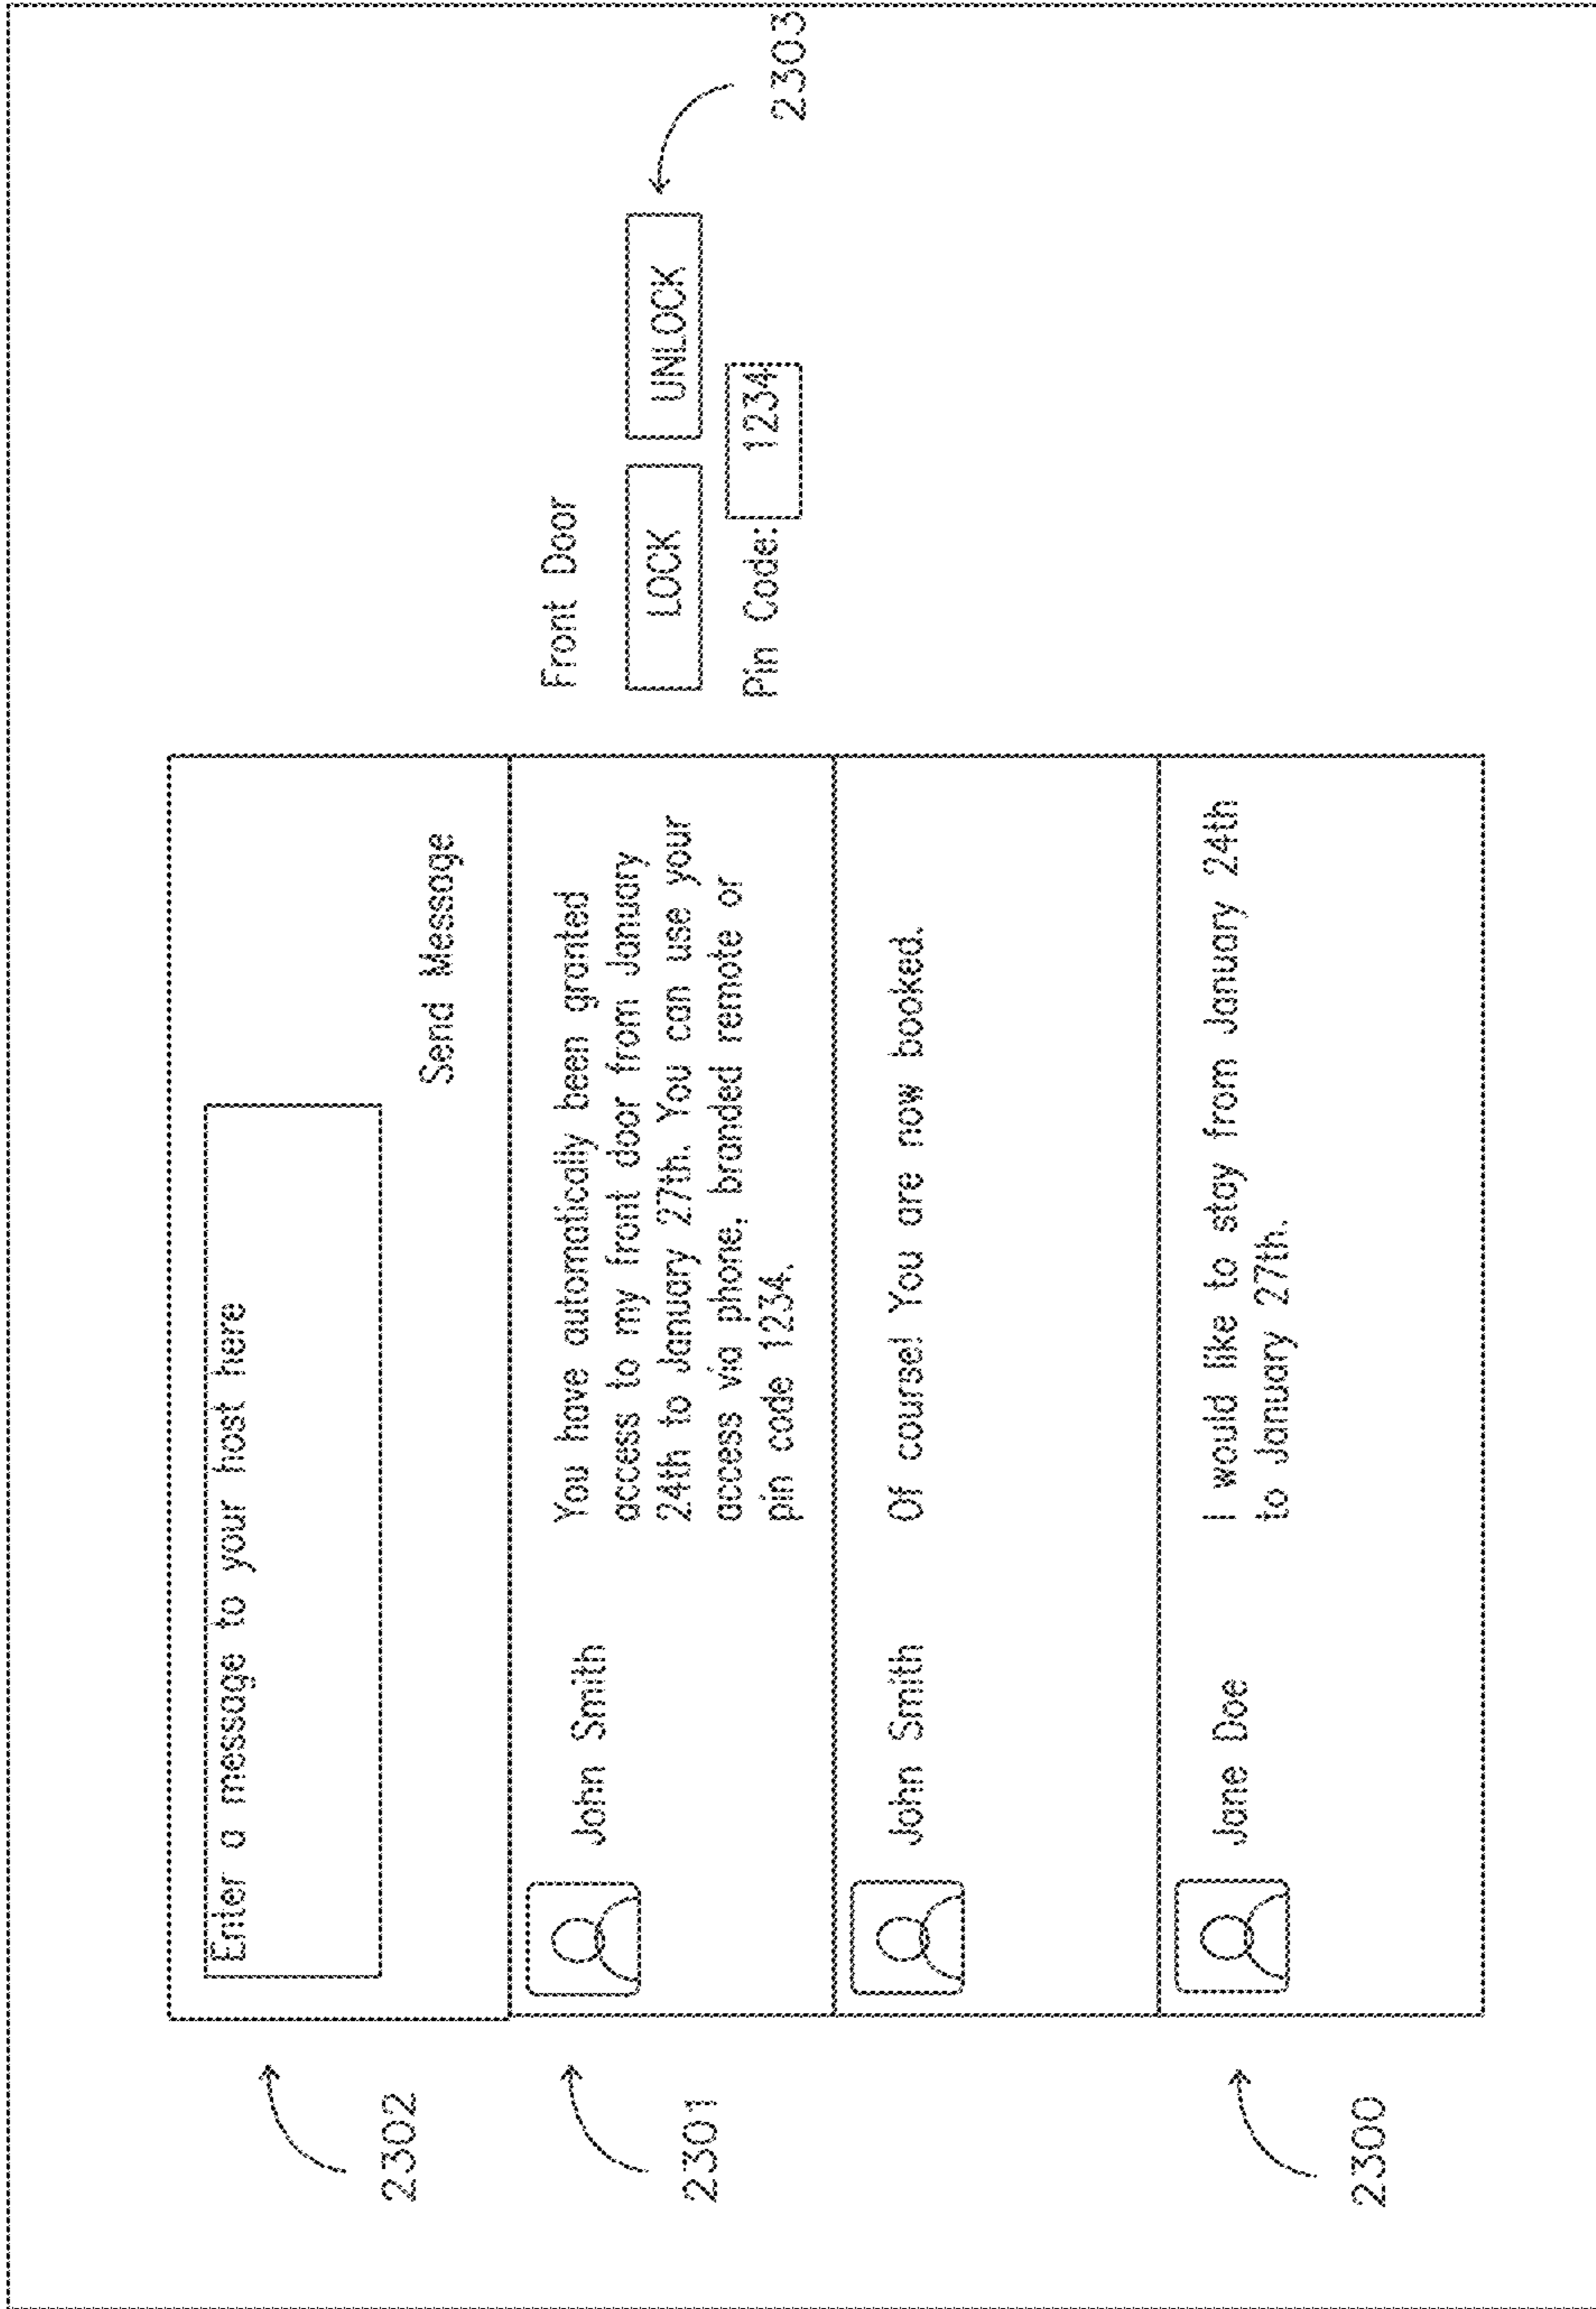 2302
Enter a message to your host here
Send Message
2301
John Smith
You have automatically been granted
access to my front door from January
24th to January 27th. You can use your
access via phone, branded remote or
pin code 1234.
John Smith
Of course! You are now booked.
2300
Jane Doe
I would like to stay from January 24th
to January 27th.
Front Door
LOCK
UNLOCK
Pin Code: 1234
2303